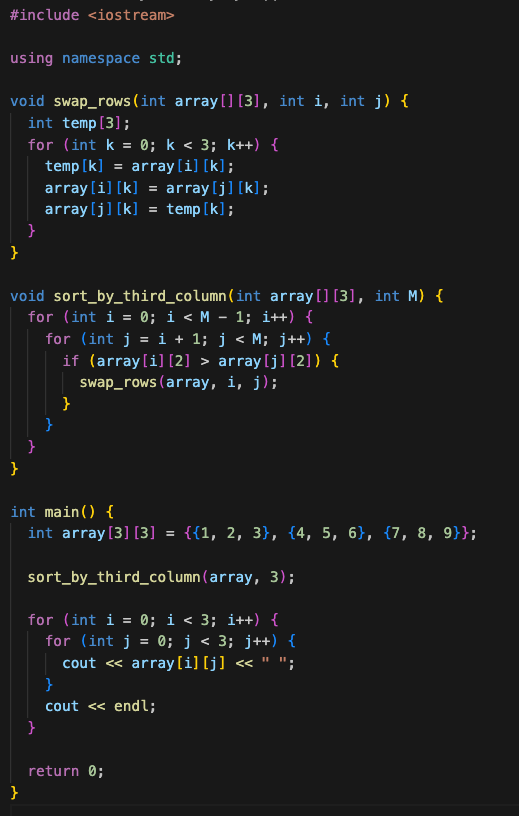 #include <iostream>

using namespace std;

void swap_rows(int array[][3], int i, int j) {
  int temp[3];
  for (int k = 0; k < 3; k++) {
    temp[k] = array[i][k];
    array[i][k] = array[j][k];
    array[j][k] = temp[k];
  }
}

void sort_by_third_column(int array[][3], int M) {
  for (int i = 0; i < M - 1; i++) {
    for (int j = i + 1; j < M; j++) {
      if (array[i][2] > array[j][2]) {
        swap_rows(array, i, j);
      }
    }
  }
}

int main() {
  int array[3][3] = {{1, 2, 3}, {4, 5, 6}, {7, 8, 9}};

  sort_by_third_column(array, 3);

  for (int i = 0; i < 3; i++) {
    for (int j = 0; j < 3; j++) {
      cout << array[i][j] << " ";
    }
    cout << endl;
  }

  return 0;
}